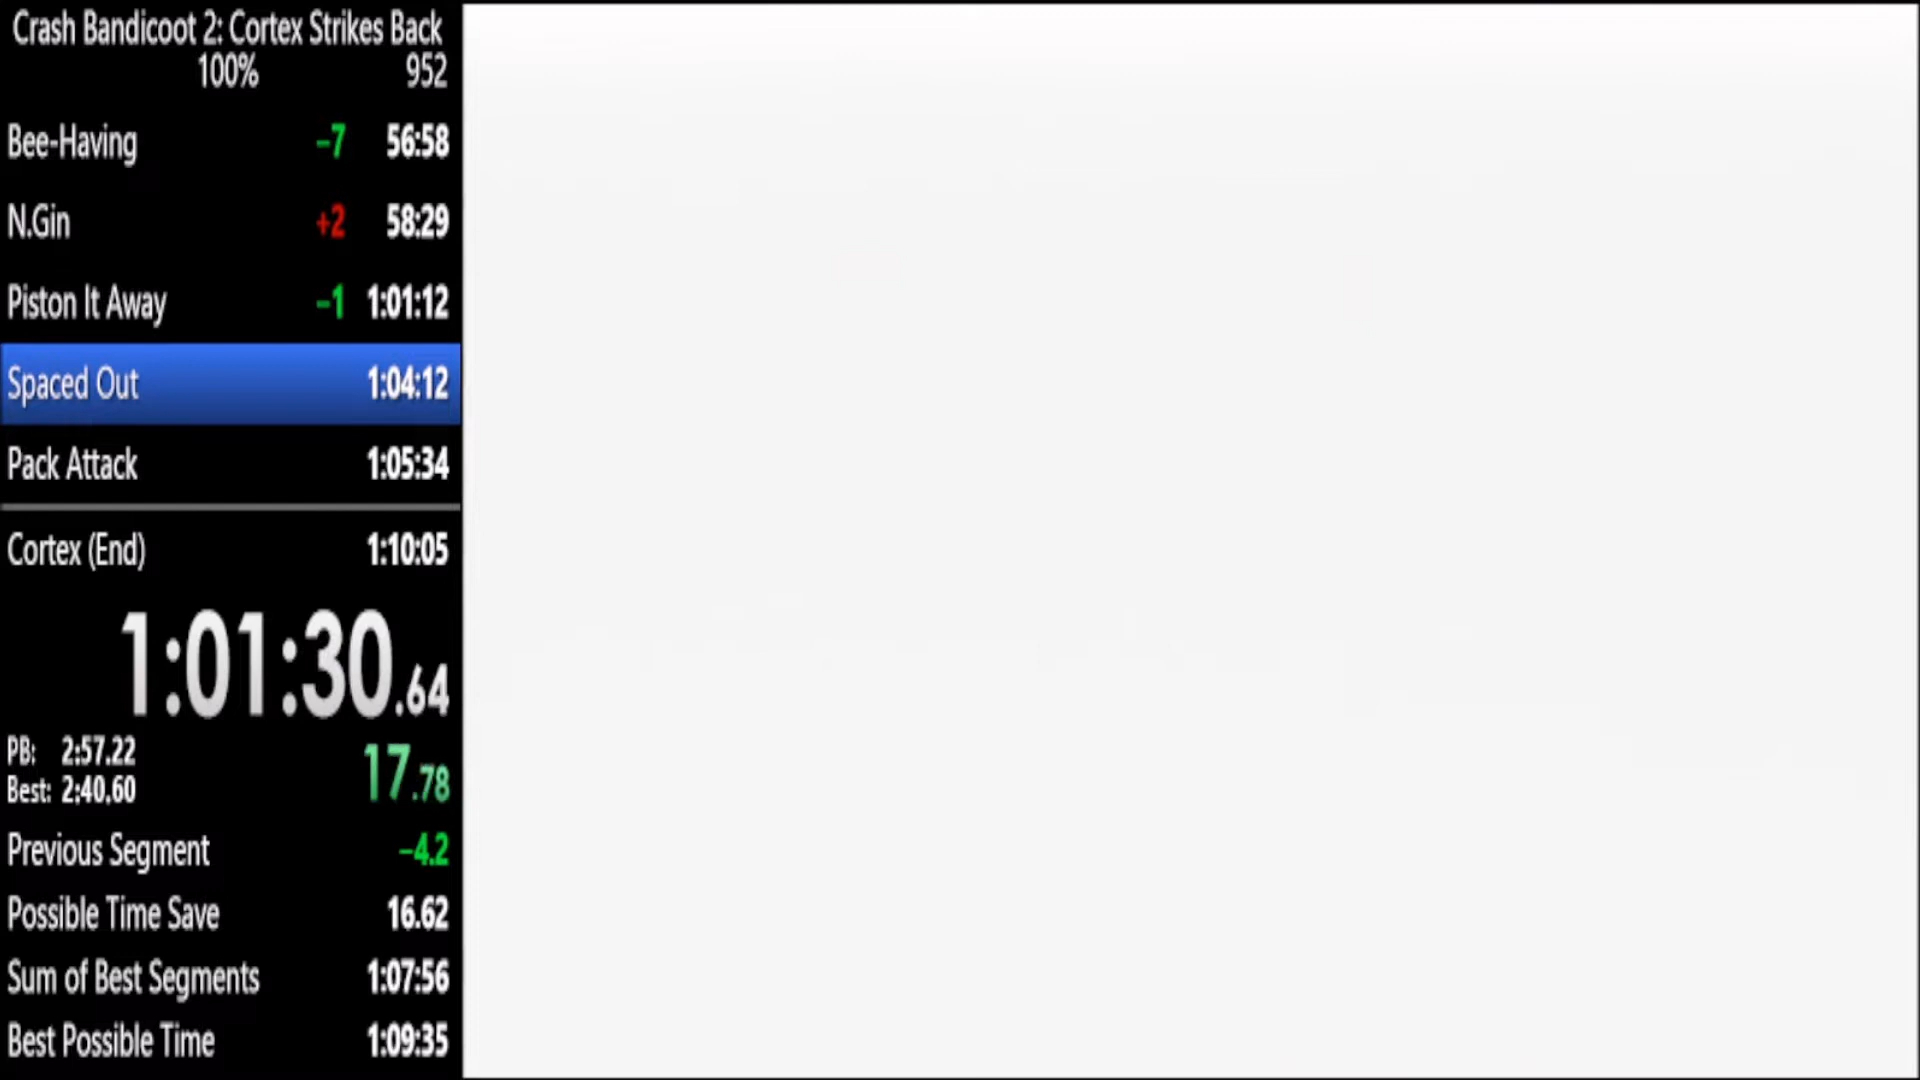 Crash Bandicoot 2: Cortex Strikes Back
100% 952
Bee-Having -7 56:58
N.Gin +2 58:29
Piston It Away -1 1:01:12
Spaced Out 1:04:12
Pack Attack 1:05:34
Cortex (End) 1:10:05
1:01:30.64
PB: 2:57.22
Best: 2:40.60
17.78
Previous Segment -4.2
Possible Time Save 16.62
Sum of Best Segments 1:07:56
Best Possible Time 1:09:35